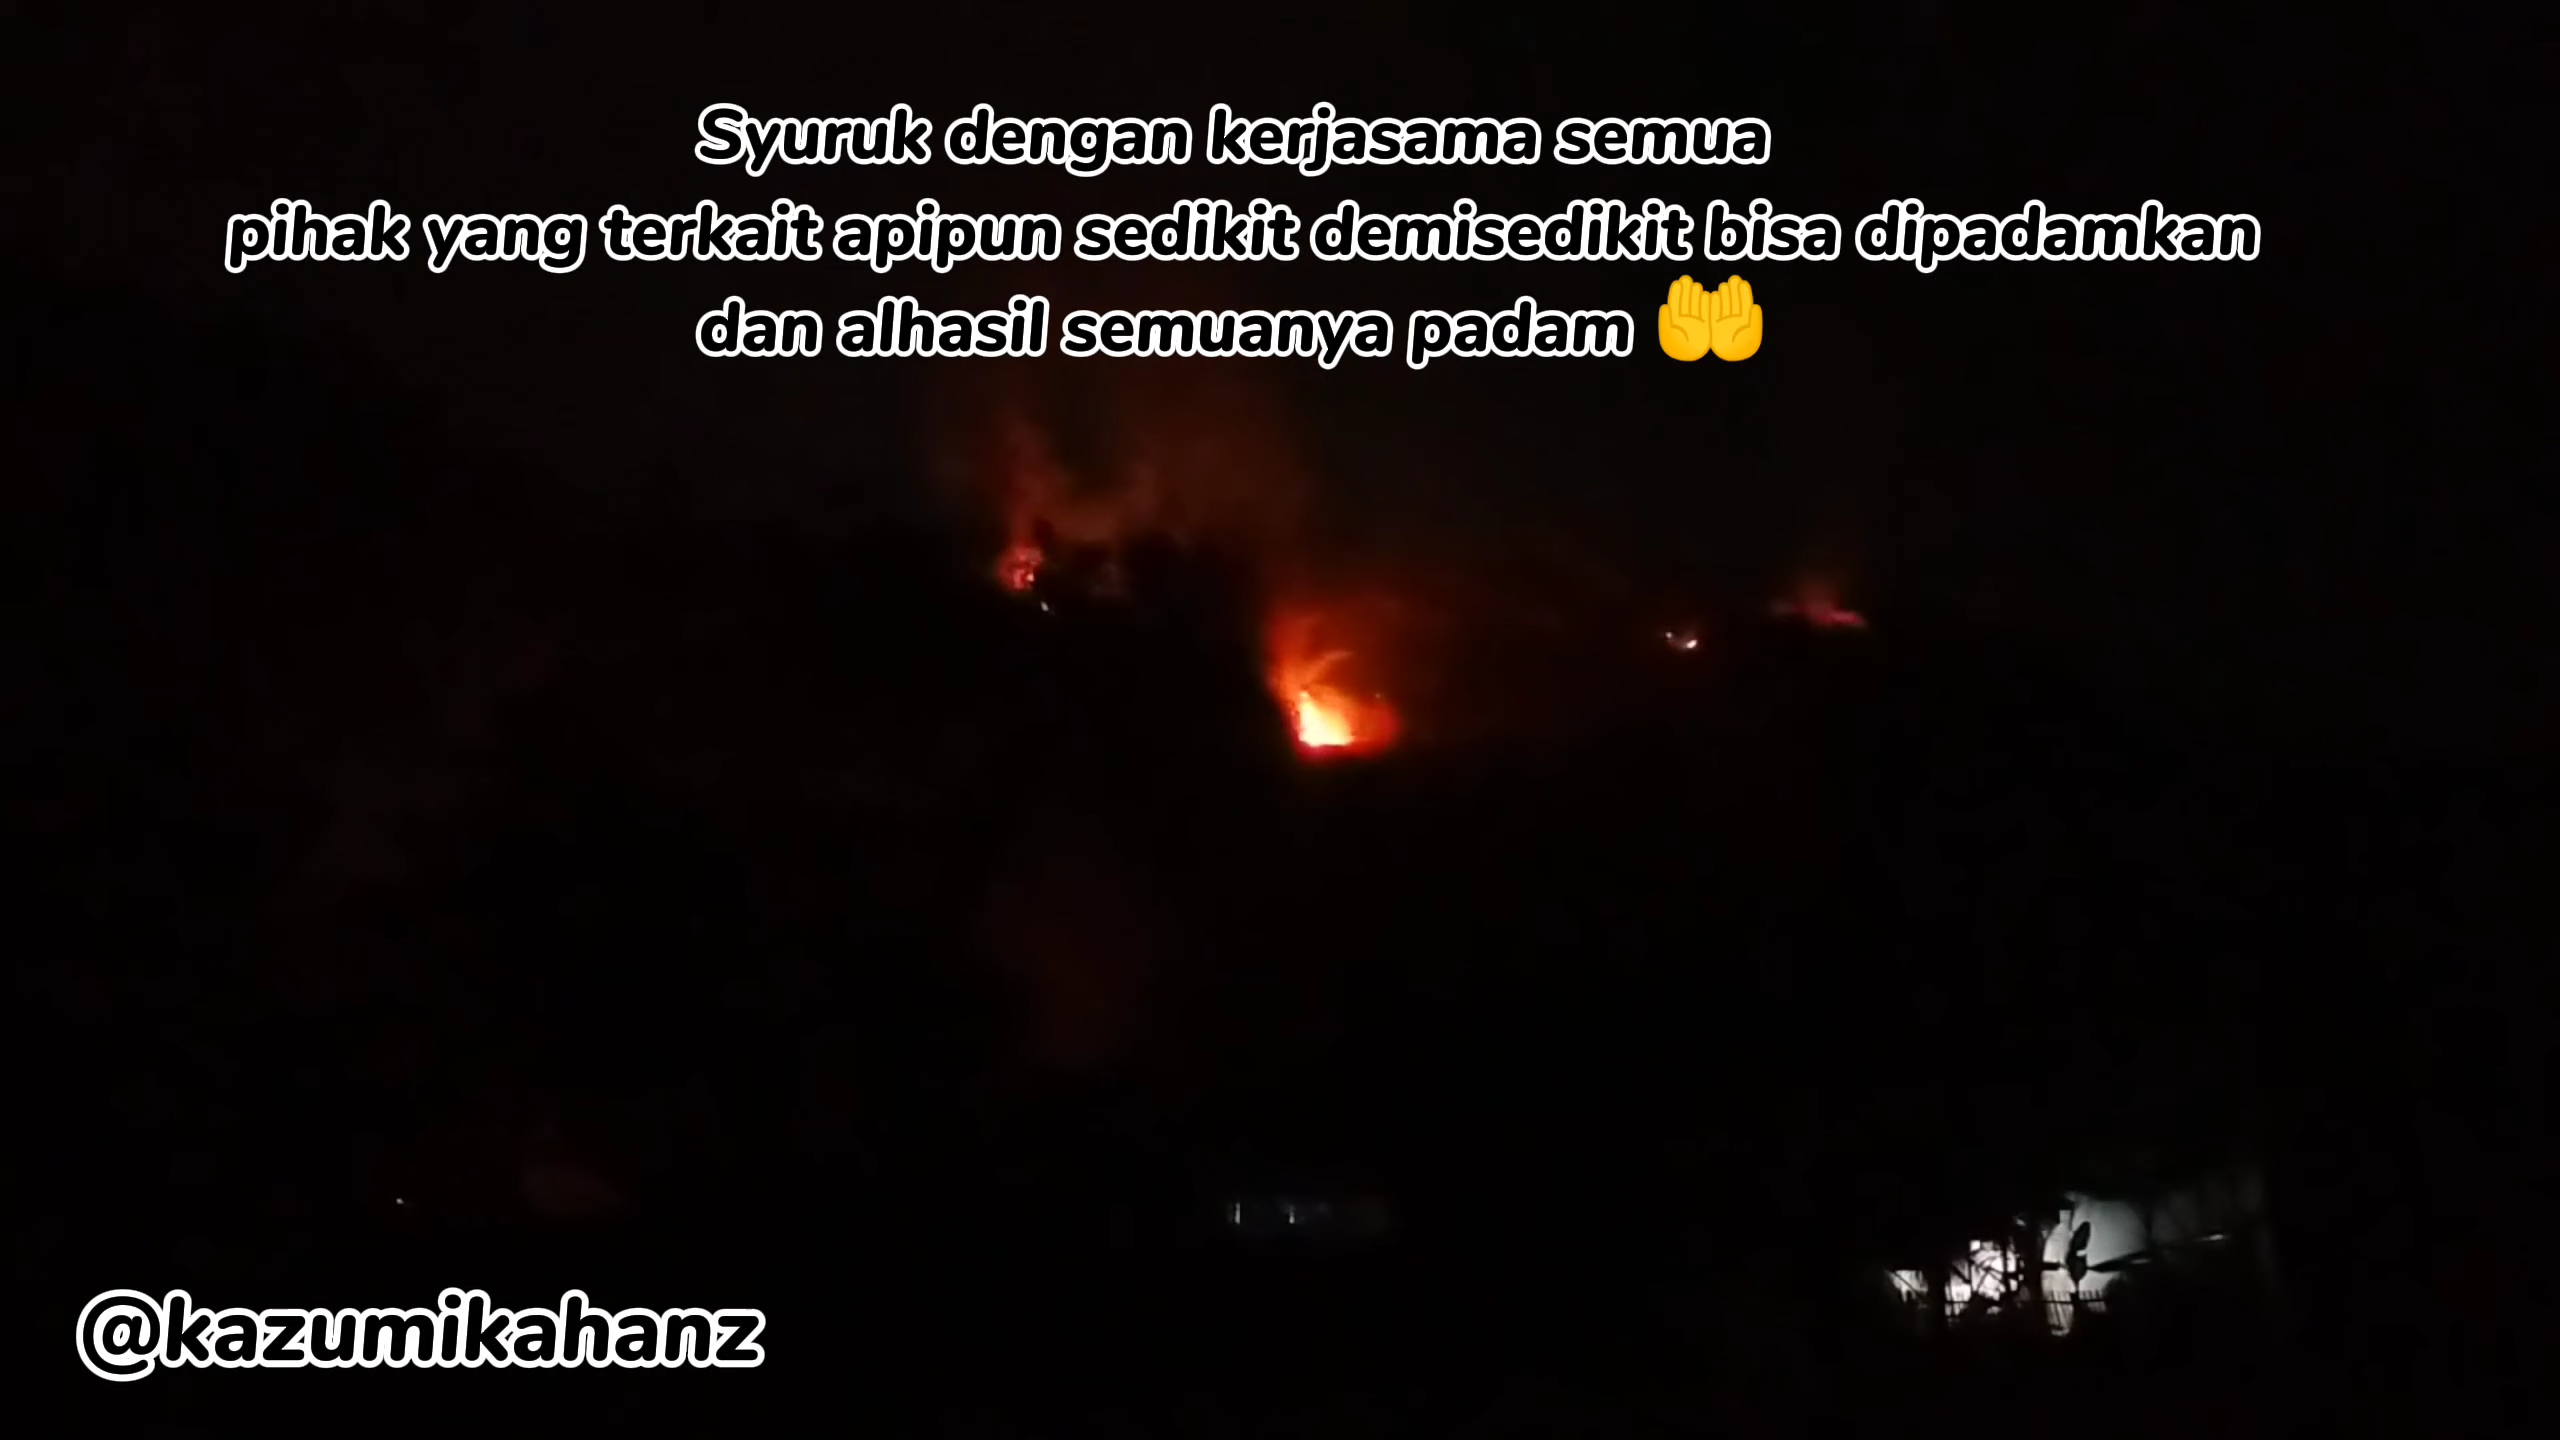 Syuruk dengan kerjasama semua
pihak yang terkait apipun sedikit demisedikit bisa dipadamkan
dan alhasil semuanya padam 🤲
@kazumikahanz